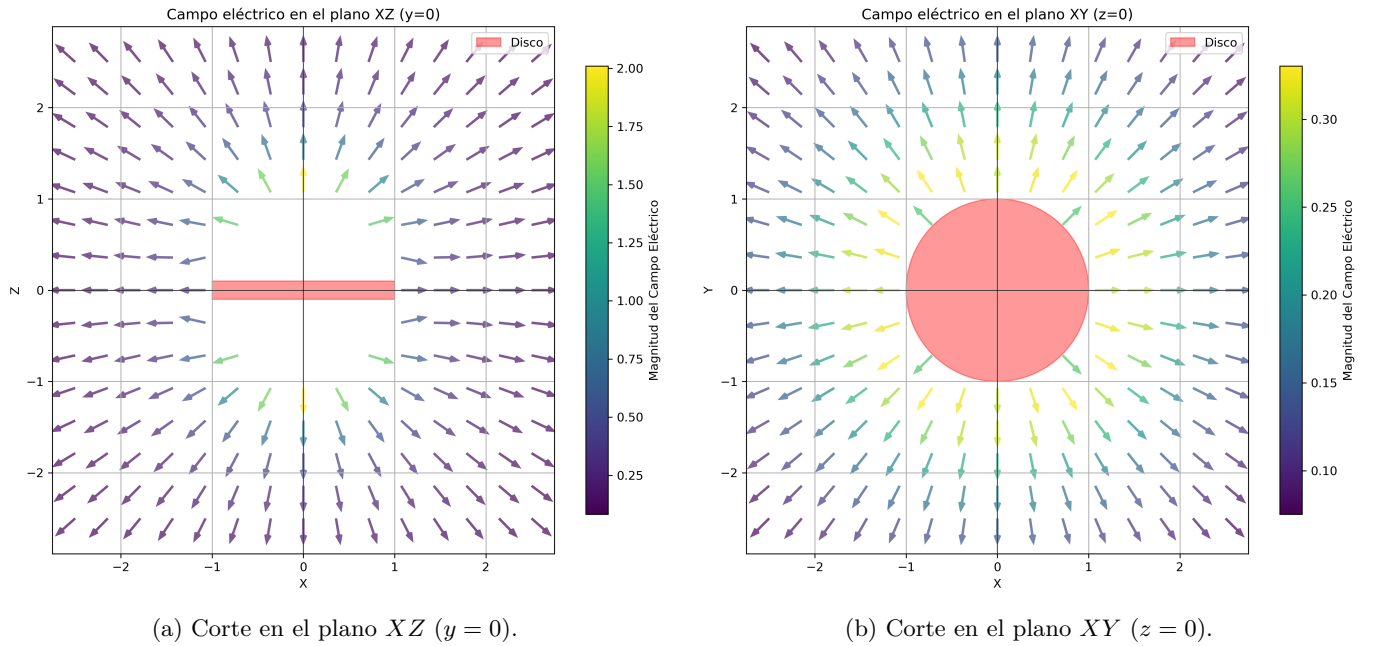 Campo eléctrico en el plano XZ (y=0)
Disco
Z
2
1
0
−1
−2
−2
−1
0
1
2
X
2.00
1.75
1.50
1.25
1.00
0.75
0.50
0.25
Magnitud del Campo Eléctrico
(a) Corte en el plano XZ (y = 0).
Campo eléctrico en el plano XY (z=0)
Disco
Y
2
1
0
−1
−2
−2
−1
0
1
2
X
0.30
0.25
0.20
0.15
0.10
Magnitud del Campo Eléctrico
(b) Corte en el plano XY (z = 0).